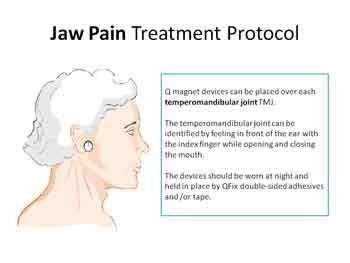 Jaw Pain Treatment Protocol
Q magnet devices can be placed over each
temperomandibular joint TMJ.
The temperomandibular joint can be
identified by feeling in front of the ear with
the index finger while opening and closing
the mouth.
The devices should be worn at night and
held in place by QFix double-sided adhesives
and /or tape.